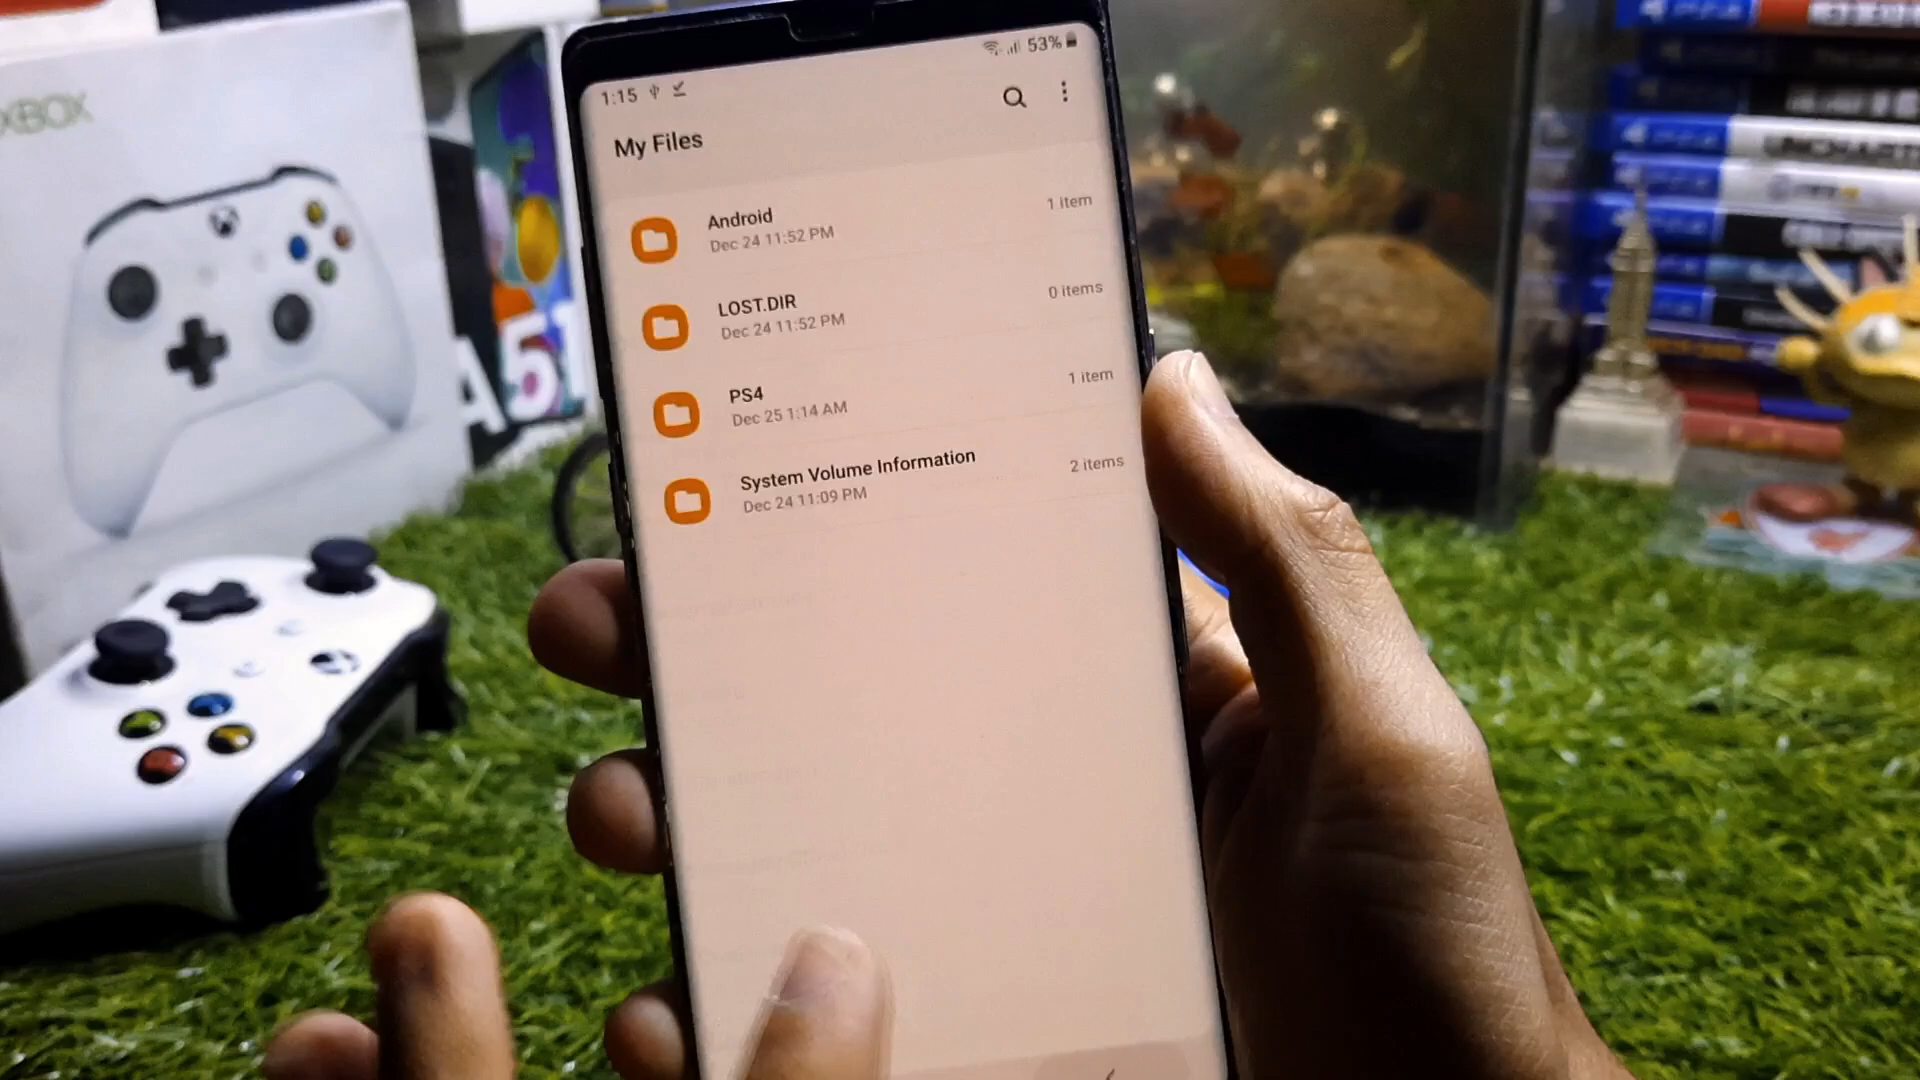 XBOX
A51
53%
1:15
My Files
Android
Dec 24 11:52 PM
1 item
LOST.DIR
Dec 24 11:52 PM
0 items
PS4
Dec 25 1:14 AM
1 item
System Volume Information
Dec 24 11:09 PM
2 items
UNCHARTED